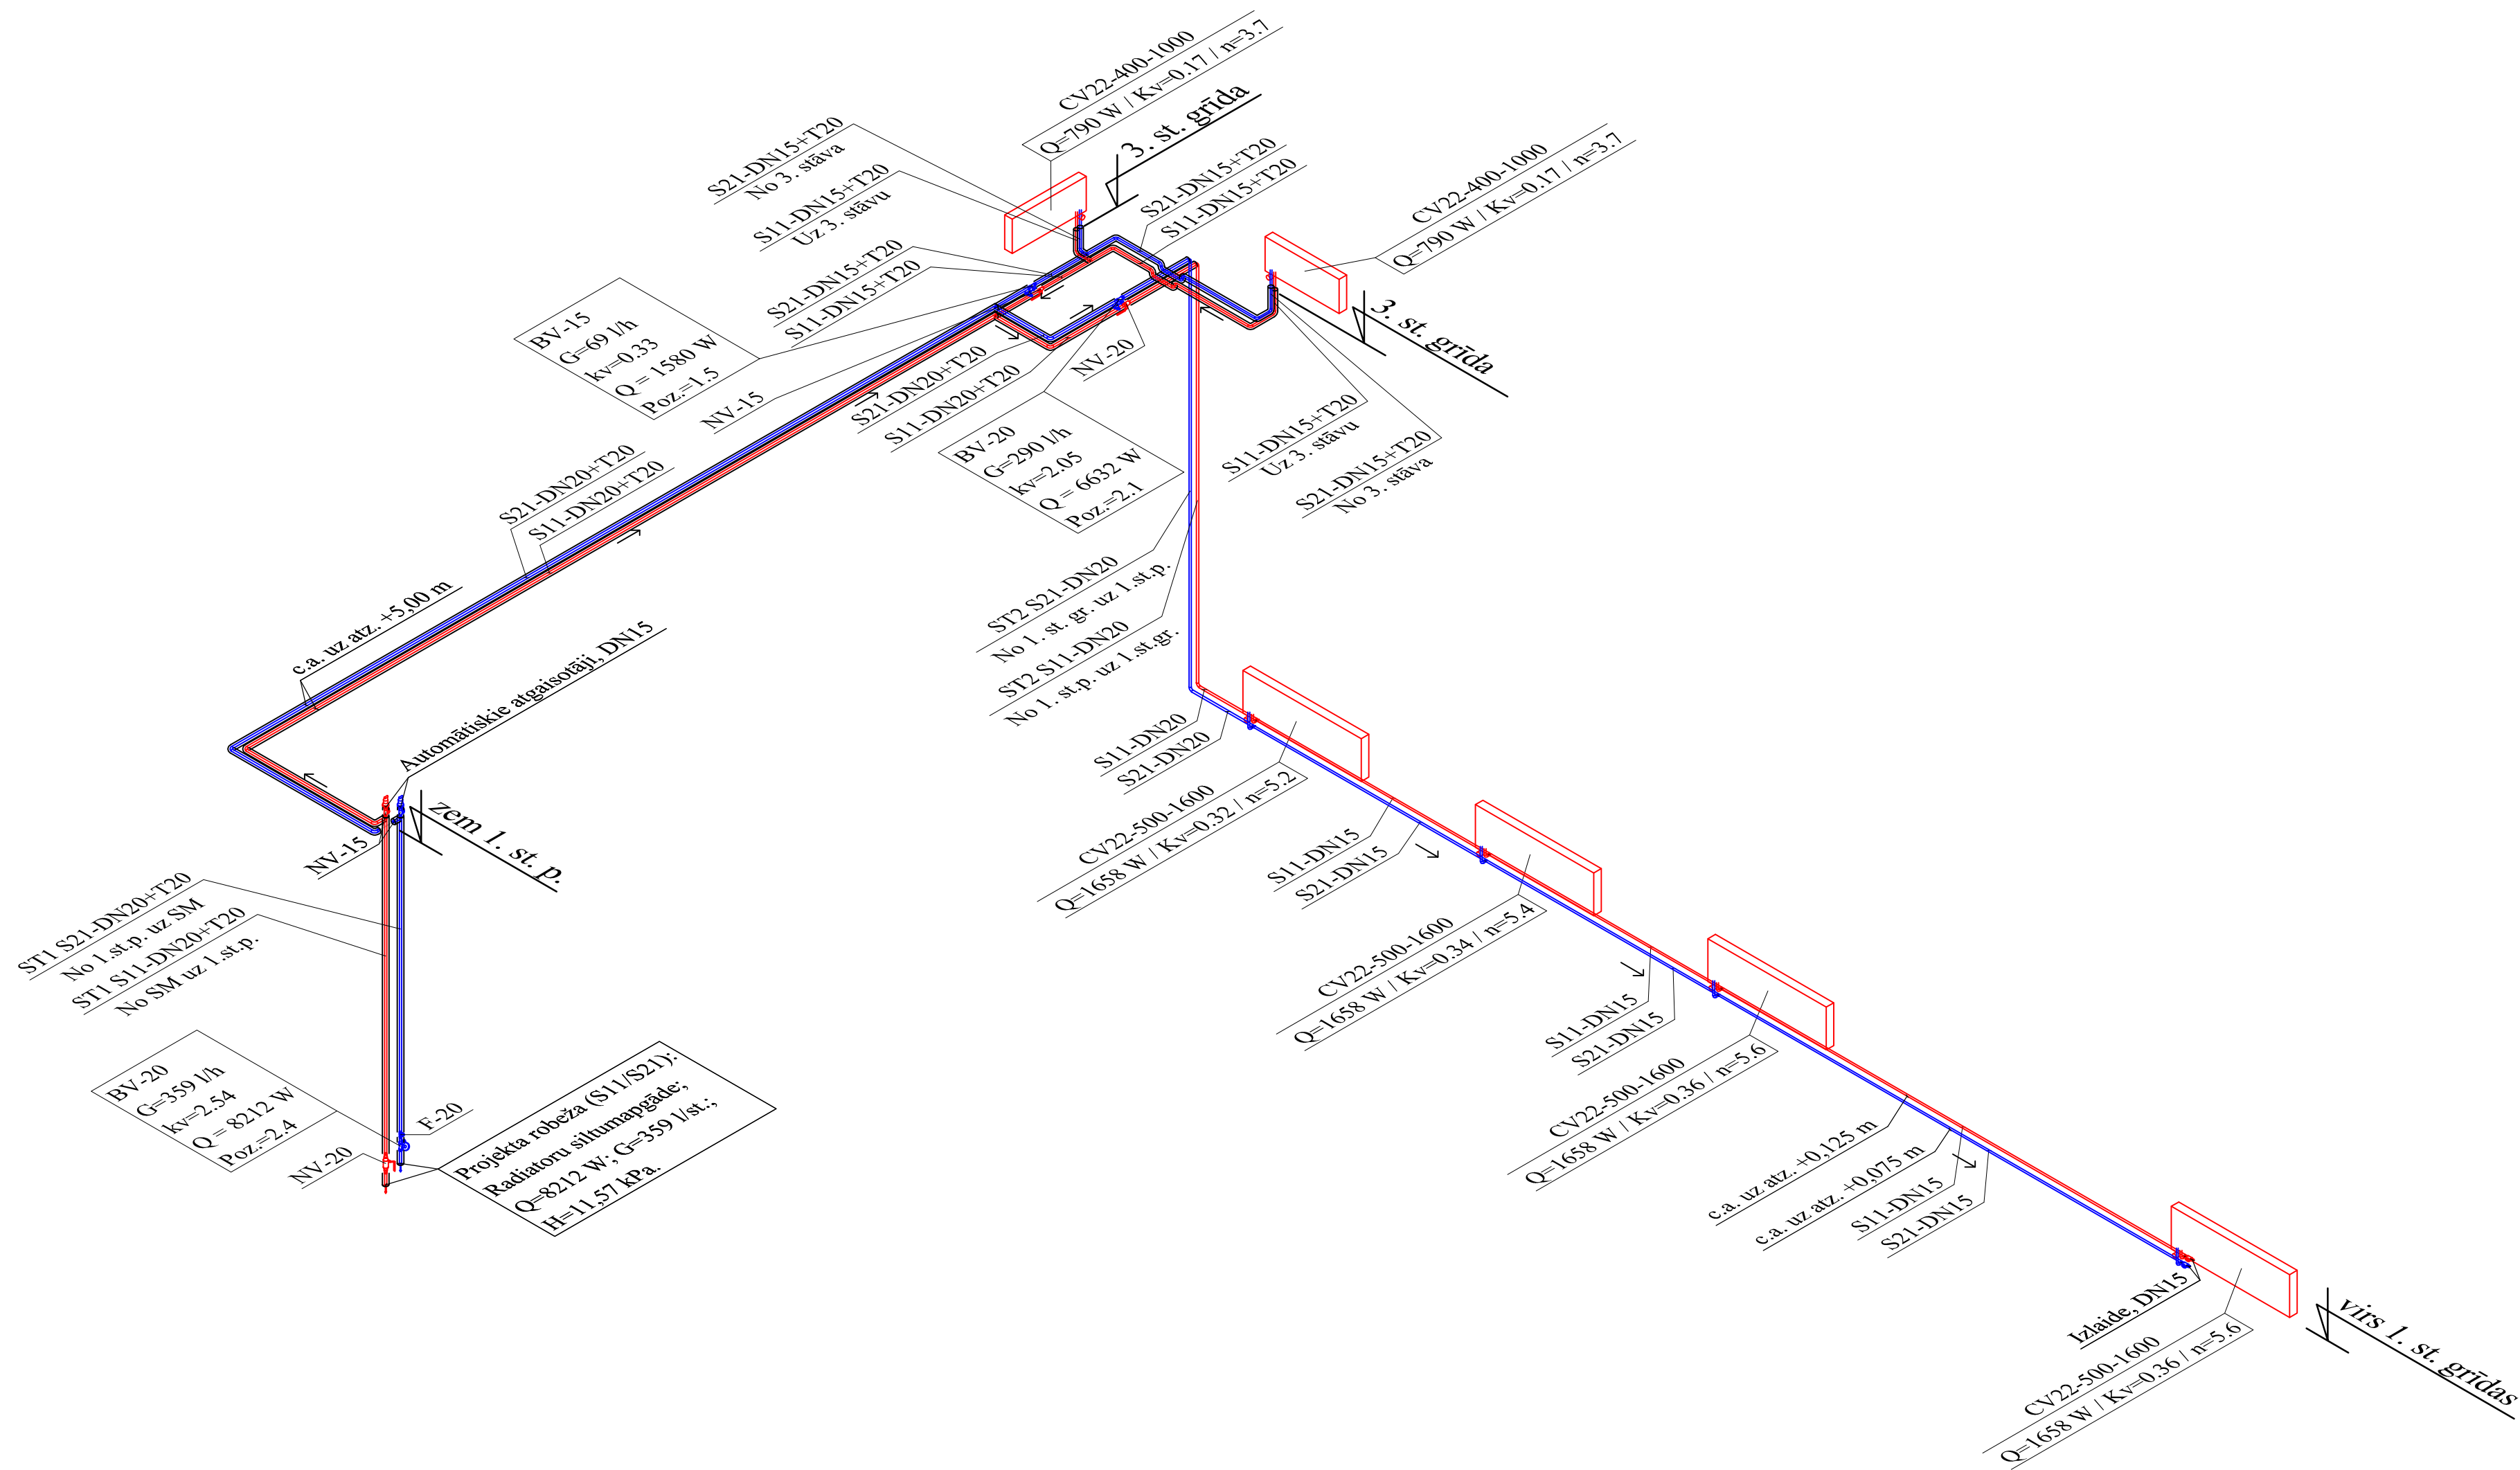 CV22-400-1000
Q=790 W / Kv=0.17 / n=3.7
3. st. grīda
S21-DN15+T20
No 3. stāva
S11-DN15+T20
Uz 3. stāvu
S21-DN15+T20
S11-DN15+T20
CV22-400-1000
Q=790 W / Kv=0.17 / n=3.7
3. st. grīda
S21-DN15+T20
S11-DN15+T20
BV-15
G=69 l/h
kv=0.33
Q = 1580 W
Poz.=1.5
NV-15
S21-DN20+T20
S11-DN20+T20
NV-20
BV-20
G=290 l/h
kv=2.05
Q = 6632 W
Poz.=2.1
S11-DN15+T20
Uz 3. stāvu
S21-DN15+T20
No 3. stāva
S21-DN20+T20
S11-DN20+T20
c.a. uz atz. +5,00 m
Automātiskie atgaisotāji, DN15
zem 1. st. p.
NV-15
ST2 S21-DN20
No 1. st. gr. uz 1.st.p.
ST2 S11-DN20
No 1. st.p. uz 1.st.gr.
S11-DN20
S21-DN20
CV22-500-1600
Q=1658 W / Kv=0.32 / n=5.2
S11-DN15
S21-DN15
CV22-500-1600
Q=1658 W / Kv=0.34 / n=5.4
S11-DN15
S21-DN15
CV22-500-1600
Q=1658 W / Kv=0.36 / n=5.6
c.a. uz atz. +0,125 m
c.a. uz atz. +0,075 m
S11-DN15
S21-DN15
Izlaide, DN15
CV22-500-1600
Q=1658 W / Kv=0.36 / n=5.6
virs 1. st. grīdas
ST1 S21-DN20+T20
No 1.st.p. uz SM
ST1 S11-DN20+T20
No SM uz 1.st.p.
BV-20
G=359 l/h
kv=2.54
Q = 8212 W
Poz.=2.4
NV-20
F-20
Projekta robeža (S11/S21):
Radiatoru siltumapgāde;
Q=8212 W; G=359 l/st.;
H=11,57 kPa.